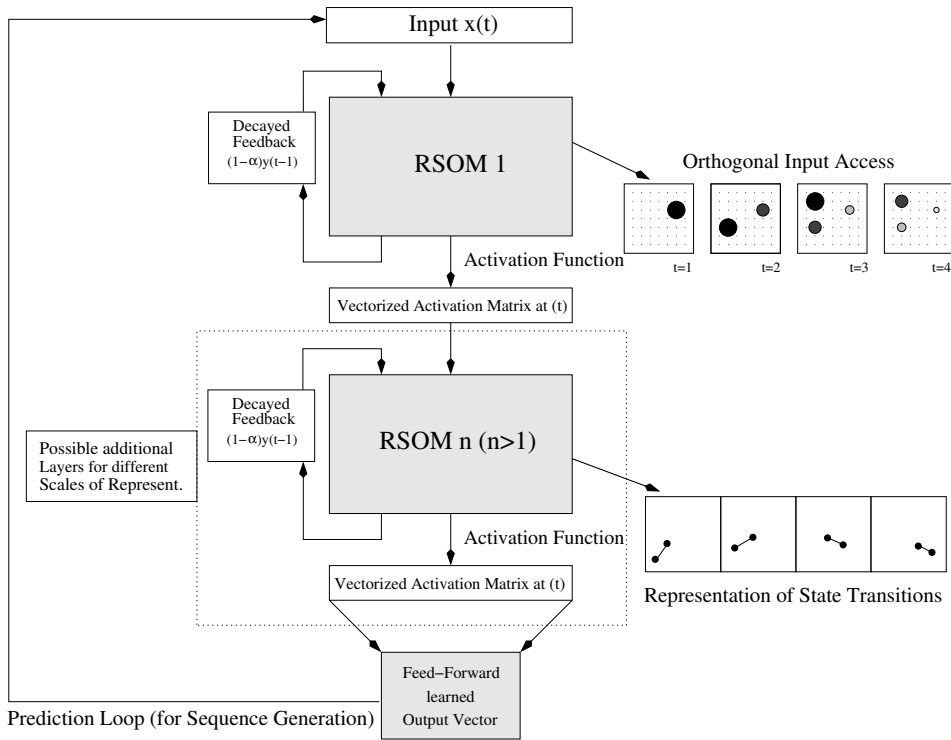 Input x(t)
Decayed
Feedback
(1−α)y(t−1)
RSOM 1
Orthogonal Input Access
t=1
t=2
t=3
t=4
Activation Function
Vectorized Activation Matrix at (t)
Decayed
Feedback
(1−α)y(t−1)
RSOM n (n>1)
Possible additional
Layers for different
Scales of Represent.
Activation Function
Vectorized Activation Matrix at (t)
Representation of State Transitions
Feed−Forward
learned
Output Vector
Prediction Loop (for Sequence Generation)